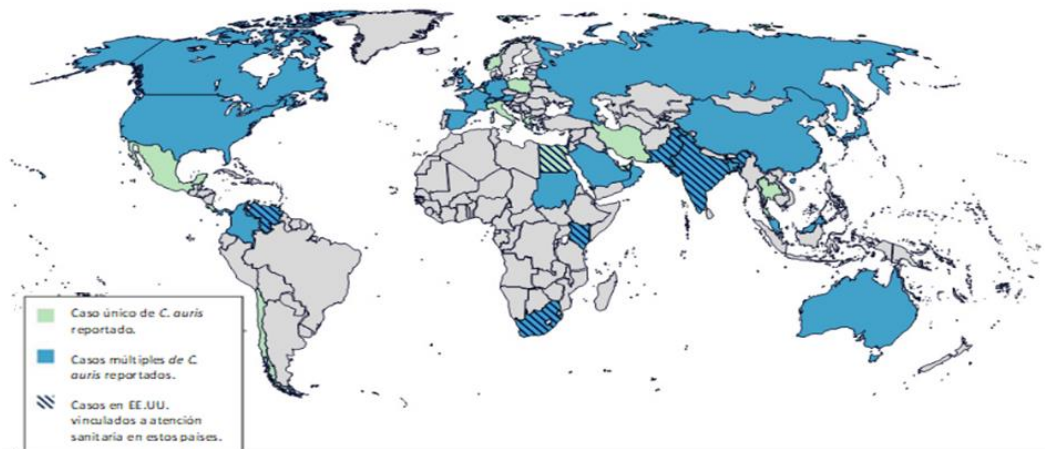 Caso único de C. auris
reportado.
Casos múltiples de C.
auris reportados.
Casos en EE.UU.
vinculados a atención
sanitaria en estos países.